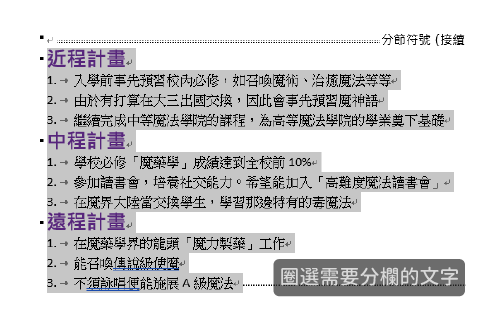 分節符號 (接續
近程計畫
1. 入學前事先預習校內必修，如召喚魔術、治癒魔法等等
2. 由於有打算在大三出國交換，因此會事先預習魔神語
3. 繼續完成中等魔法學院的課程，為高等魔法學院的學業奠下基礎
中程計畫
1. 學校必修「魔藥學」成績達到全校前 10%
2. 參加讀書會，培養社交能力。希望能加入「高難度魔法讀書會」
3. 在魔界大陸當交換學生，學習那邊特有的毒魔法
遠程計畫
1. 在魔藥學界的龍頭「魔力製藥」工作
2. 能召喚傳說級使魔
3. 不須詠唱便能施展 A 級魔法
圈選需要分欄的文字